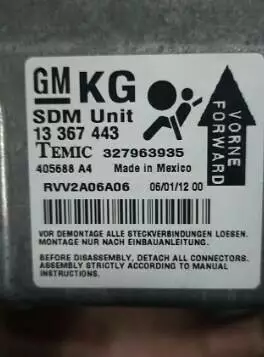 GM KG
SDM Unit
13 367 443
TEMIC 327963935
405688 A4 Made in Mexico
RVV2A06A06 06/01/12 00
VORNE
FORWARD
VOR DEMONTAGE ALLE STECKVERBINDUNGEN LOESEN.
MONTAGE NUR NACH EINBAUANLEITUNG.
BEFORE DISASSEMBLY, DETACH ALL CONNECTORS.
ASSEMBLY STRICTLY ACCORDING TO MANUAL
INSTRUCTIONS.